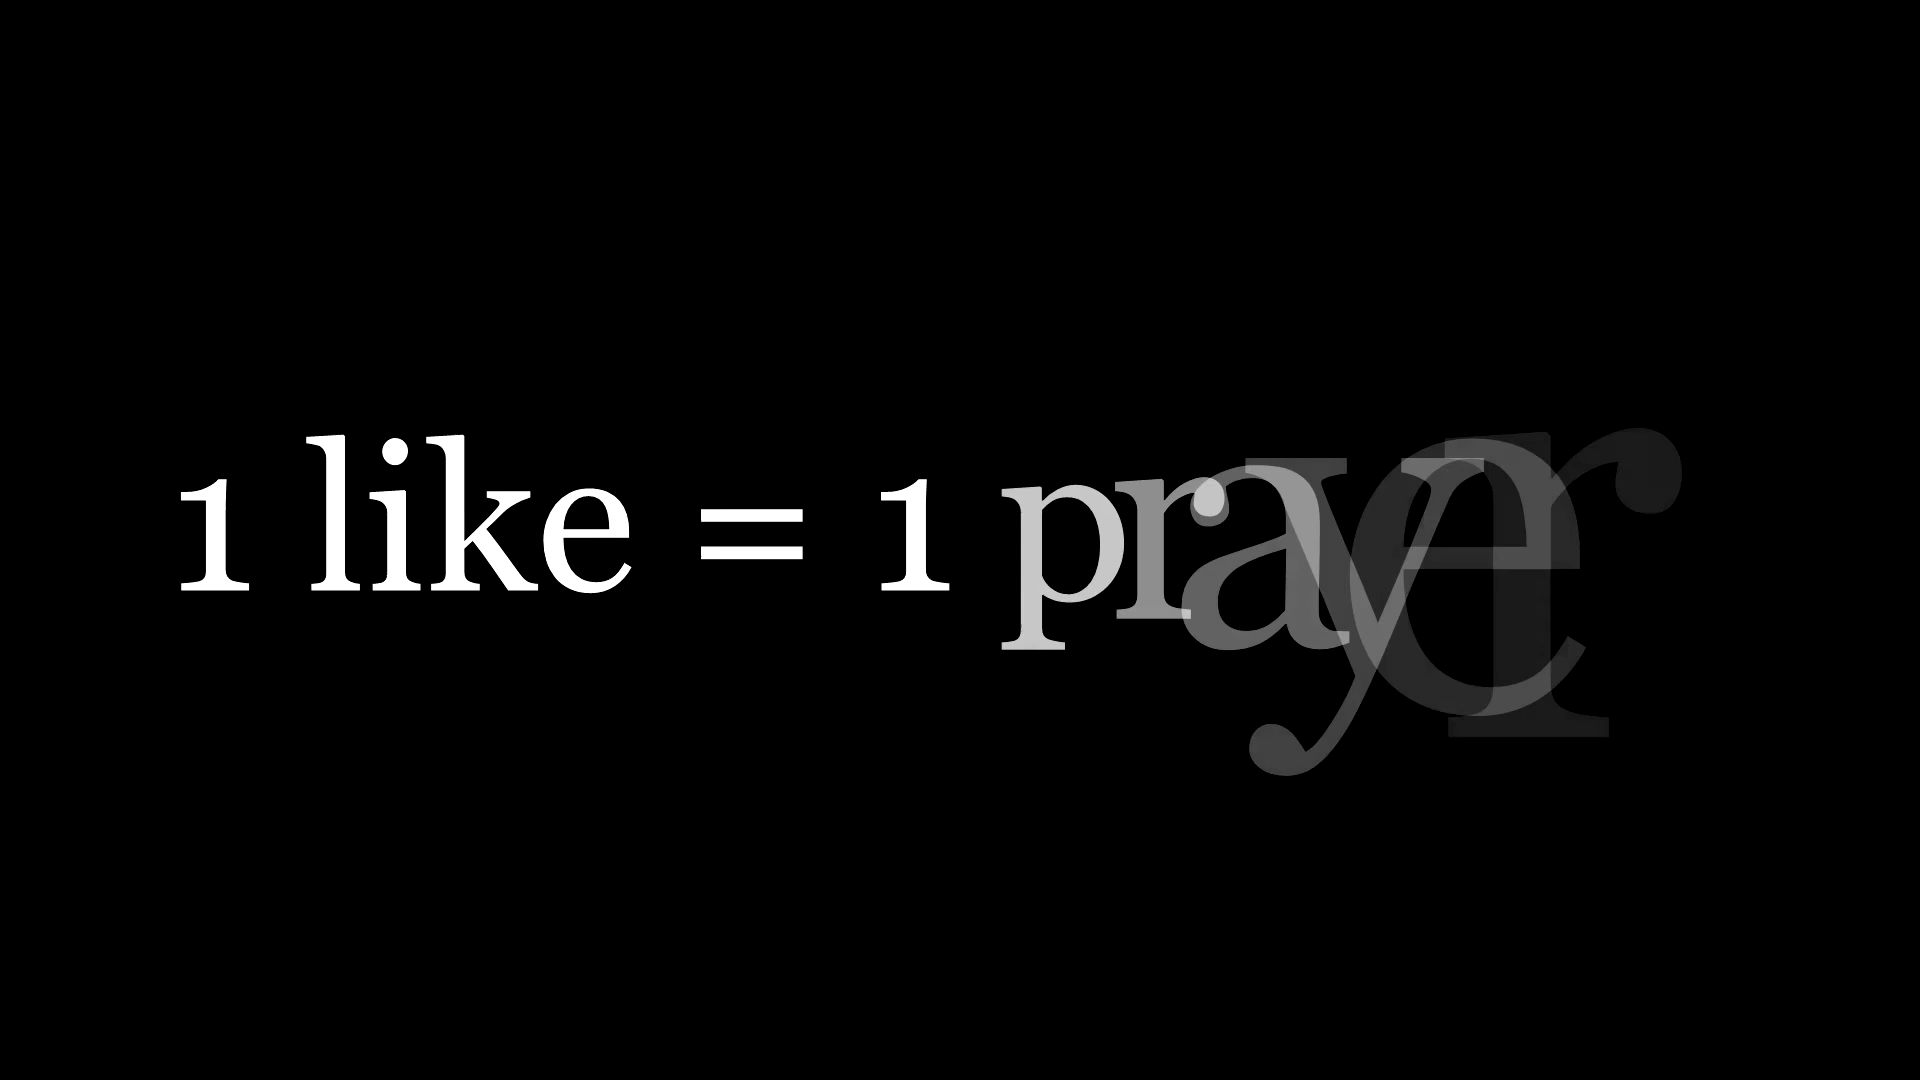 1 like = 1 prayer